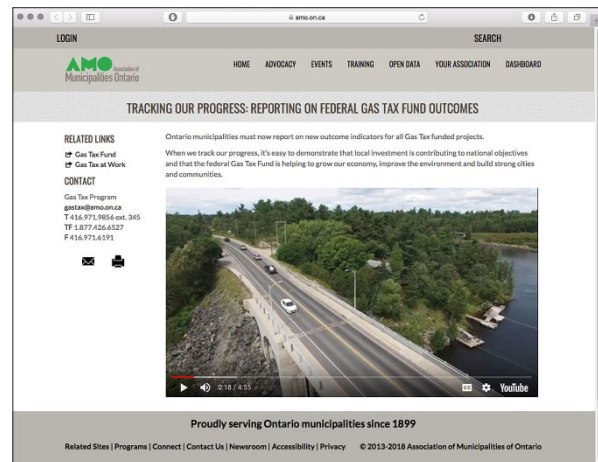 amo.on.ca
LOGIN
SEARCH
AMO Association of
Municipalities Ontario
HOME ADVOCACY EVENTS TRAINING OPEN DATA YOUR ASSOCIATION DASHBOARD
TRACKING OUR PROGRESS: REPORTING ON FEDERAL GAS TAX FUND OUTCOMES
RELATED LINKS
Gas Tax Fund
Gas Tax at Work
CONTACT
Gas Tax Program
gastax@amo.on.ca
T 416.971.9856 ext. 345
TF 1.877.426.6527
F 416.971.6191
Ontario municipalities must now report on new outcome indicators for all Gas Tax funded projects.
When we track our progress, it's easy to demonstrate that local investment is contributing to national objectives
and that the federal Gas Tax Fund is helping to grow our economy, improve the environment and build strong cities
and communities.
0:18 / 4:55
CC
YouTube
Proudly serving Ontario municipalities since 1899
Related Sites | Programs | Connect | Contact Us | Newsroom | Accessibility | Privacy © 2013-2018 Association of Municipalities of Ontario